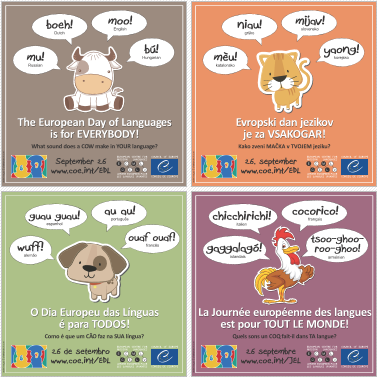 boeh!
Dutch
moo!
English
mu!
Russian
bú!
Hungarian
The European Day of Languages
is for EVERYBODY!
What sound does a COW make in YOUR language?
September 26
www.coe.int/EDL
niau!
mijav!
slovensko
mèu!
katalonsko
yaong!
korejsko
Evropski dan jezikov
je za VSAKOGAR!
Kako zveni MAČKA v TVOJEM jeziku?
26. september
www.coe.int/EDL
guau guau!
espanhol
au au!
português
wuff!
alemão
ouaf ouaf!
francês
O Dia Europeu das Línguas
é para TODOS!
Como é que um CÃO faz na SUA língua?
26 de setembro
www.coe.int/EDL
chicchirichi!
italien
cocorico!
français
gaggalagó!
islandais
tsoo-ghoo-
roo-ghoo!
arménien
La Journée européenne des langues
est pour TOUT LE MONDE!
Quels sons un COQ fait-il dans TA langue?
26. septembre
www.coe.int/JEL